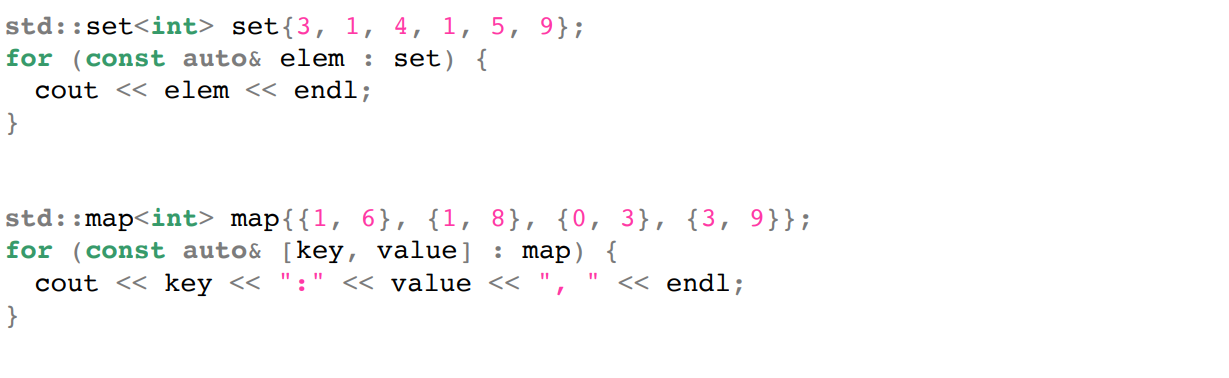 std::set<int> set{3, 1, 4, 1, 5, 9};
for (const auto& elem : set) {
  cout << elem << endl;
}
std::map<int> map{{1, 6}, {1, 8}, {0, 3}, {3, 9}};
for (const auto& [key, value] : map) {
  cout << key << ":" << value << ", " << endl;
}